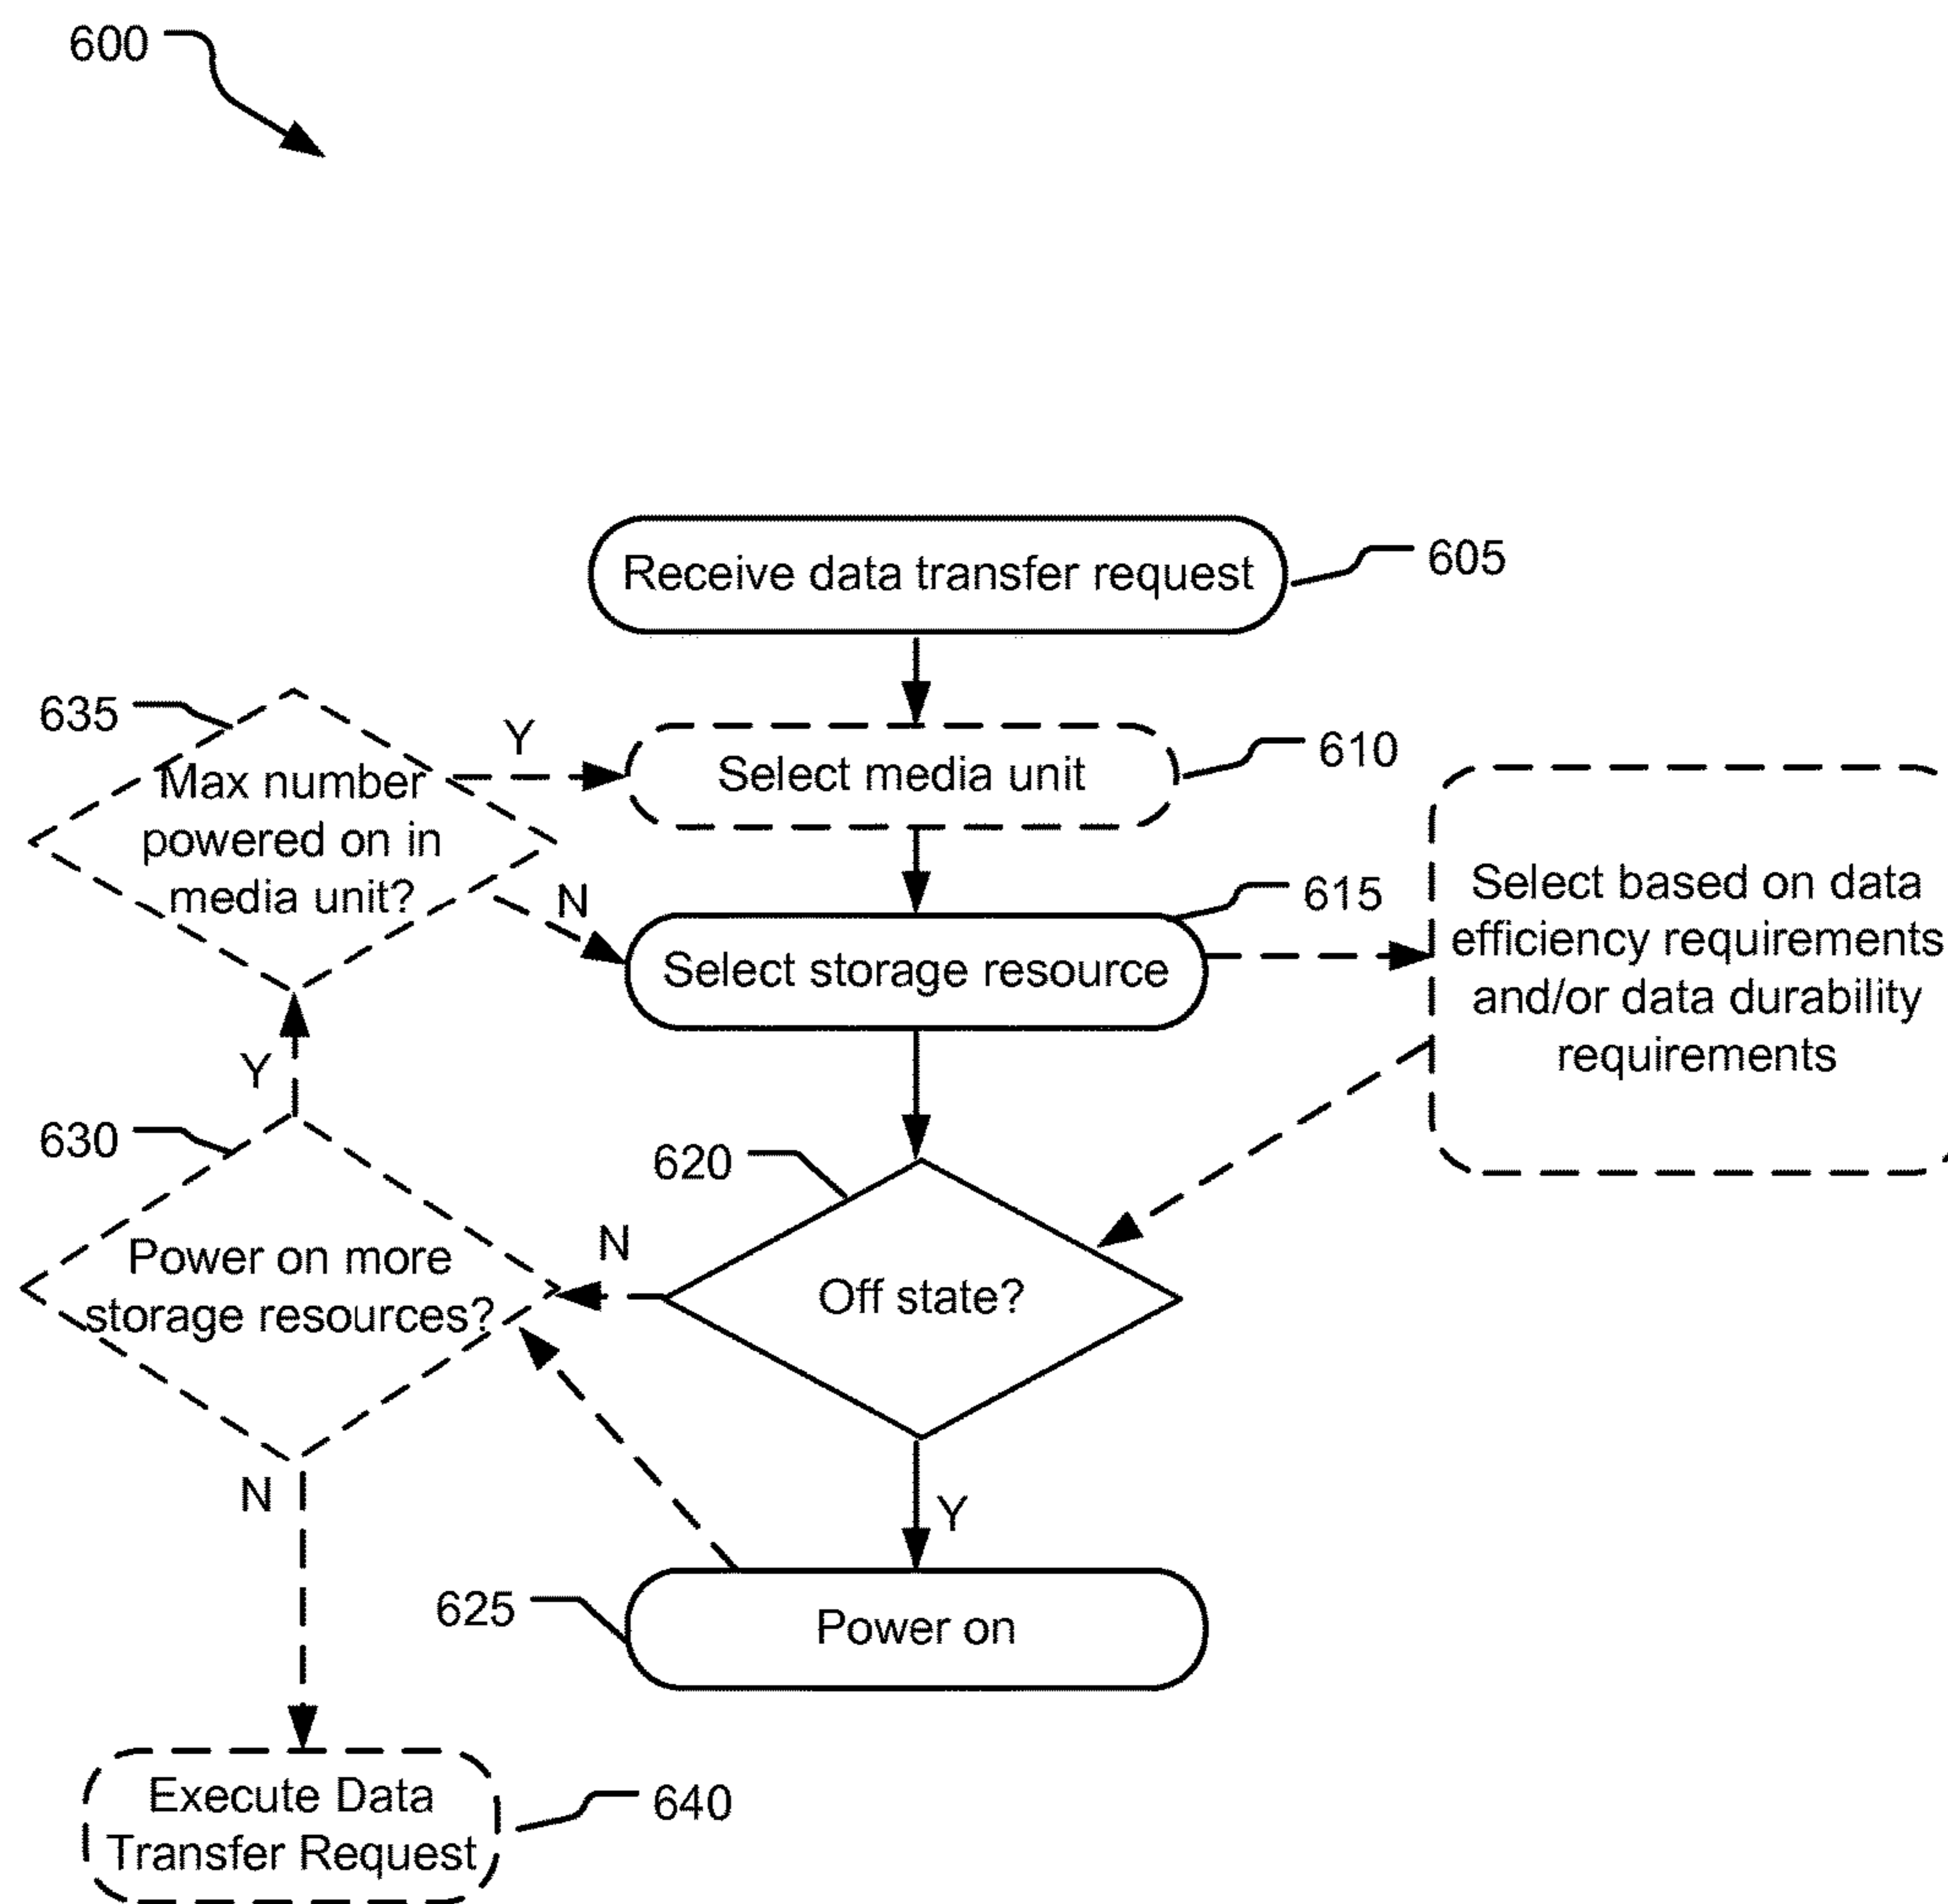 600
Receive data transfer request
605
635
Y
Max number
powered on in
media unit?
Select media unit
610
N
Select storage resource
615
Select based on data
efficiency requirements
and/or data durability
requirements
Y
630
Power on more
storage resources?
620
N
Off state?
N
Y
625
Power on
Execute Data
Transfer Request
640